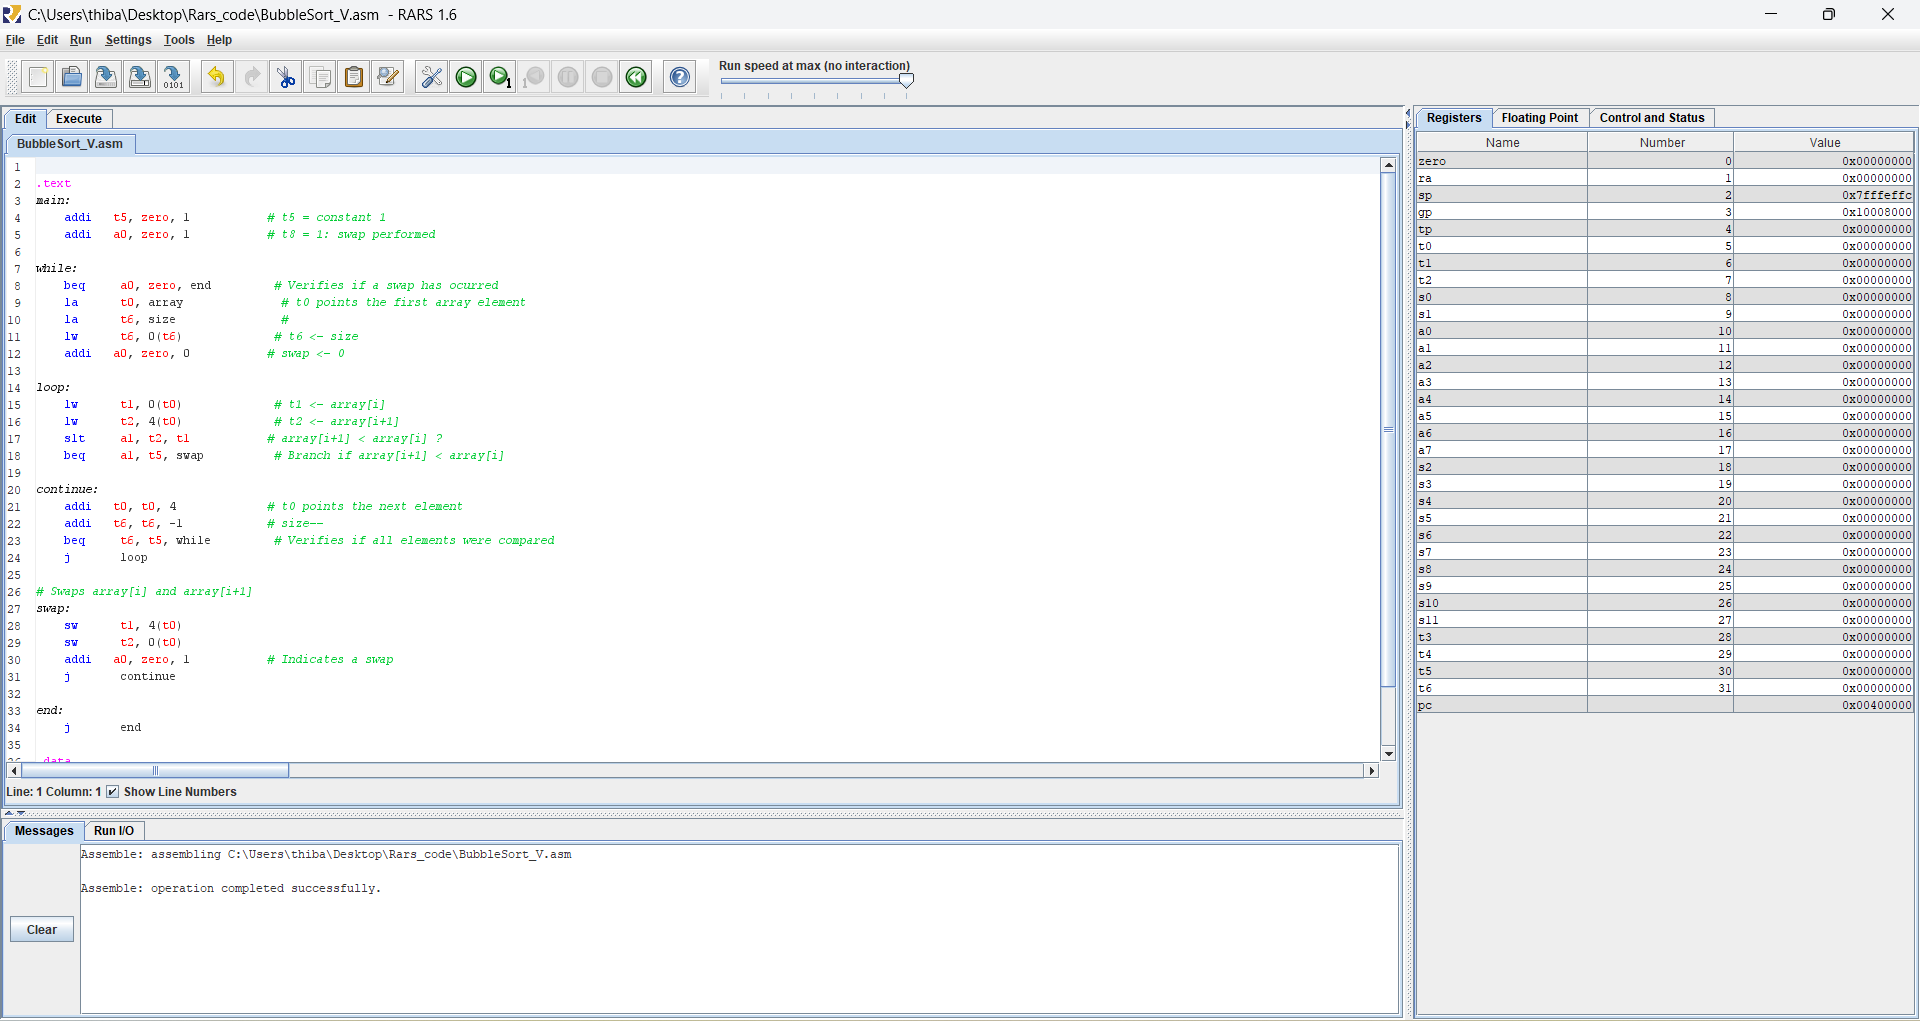 C:\Users\thiba\Desktop\Rars_code\BubbleSort_V.asm - RARS 1.6
File Edit Run Settings Tools Help
Run speed at max (no interaction)
Edit Execute
BubbleSort_V.asm
1
2 .text
3 main:
4 addi t5, zero, 1 # t5 = constant 1
5 addi a0, zero, 1 # t8 = 1: swap performed
6
7 while:
8 beq a0, zero, end # Verifies if a swap has ocurred
9 la t0, array # t0 points the first array element
10 la t6, size #
11 lw t6, 0(t6) # t6 <- size
12 addi a0, zero, 0 # swap <- 0
13
14 loop:
15 lw t1, 0(t0) # t1 <- array[i]
16 lw t2, 4(t0) # t2 <- array[i+1]
17 slt a1, t2, t1 # array[i+1] < array[i] ?
18 beq a1, t5, swap # Branch if array[i+1] < array[i]
19
20 continue:
21 addi t0, t0, 4 # t0 points the next element
22 addi t6, t6, -1 # size--
23 beq t6, t5, while # Verifies if all elements were compared
24 j loop
25
26 # Swaps array[i] and array[i+1]
27 swap:
28 sw t1, 4(t0)
29 sw t2, 0(t0)
30 addi a0, zero, 1 # Indicates a swap
31 j continue
32
33 end:
34 j end
35
36 .data
Line: 1 Column: 1 Show Line Numbers
Messages Run I/O
Assemble: assembling C:\Users\thiba\Desktop\Rars_code\BubbleSort_V.asm
Assemble: operation completed successfully.
Clear
Registers Floating Point Control and Status
Name Number Value
zero 0 0x00000000
ra 1 0x00000000
sp 2 0x7fffeffc
gp 3 0x10008000
tp 4 0x00000000
t0 5 0x00000000
t1 6 0x00000000
t2 7 0x00000000
s0 8 0x00000000
s1 9 0x00000000
a0 10 0x00000000
a1 11 0x00000000
a2 12 0x00000000
a3 13 0x00000000
a4 14 0x00000000
a5 15 0x00000000
a6 16 0x00000000
a7 17 0x00000000
s2 18 0x00000000
s3 19 0x00000000
s4 20 0x00000000
s5 21 0x00000000
s6 22 0x00000000
s7 23 0x00000000
s8 24 0x00000000
s9 25 0x00000000
s10 26 0x00000000
s11 27 0x00000000
t3 28 0x00000000
t4 29 0x00000000
t5 30 0x00000000
t6 31 0x00000000
pc 0x00400000